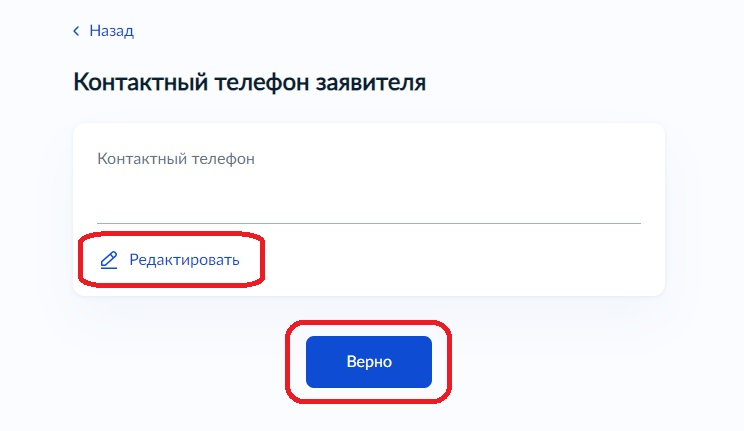 Назад
Контактный телефон заявителя
Контактный телефон
Редактировать
Верно